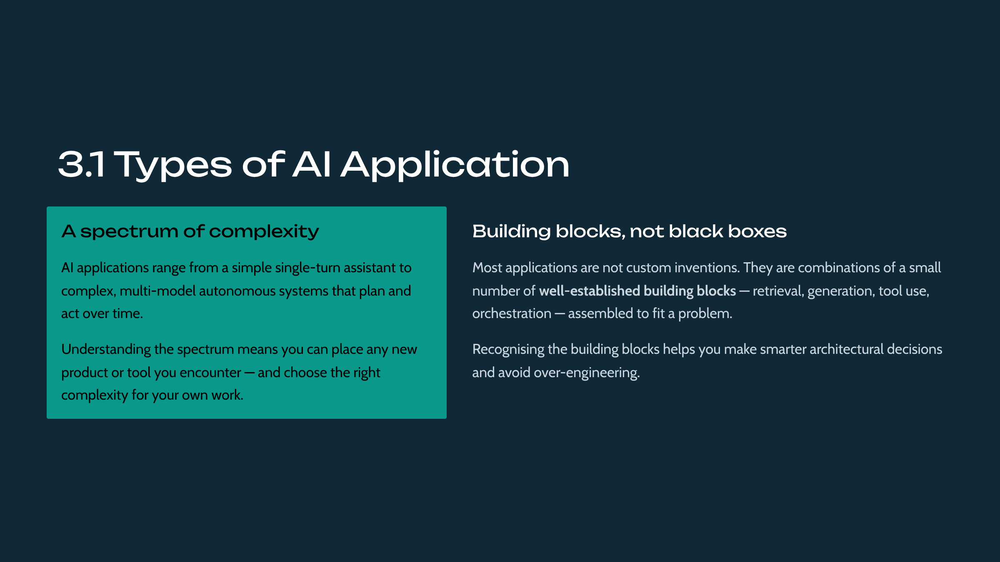 3.1 Types of AI Application
A spectrum of complexity
AI applications range from a simple single-turn assistant to
complex, multi-model autonomous systems that plan and
act over time.
Understanding the spectrum means you can place any new
product or tool you encounter — and choose the right
complexity for your own work.
Building blocks, not black boxes
Most applications are not custom inventions. They are combinations of a small
number of well-established building blocks — retrieval, generation, tool use,
orchestration — assembled to fit a problem.
Recognising the building blocks helps you make smarter architectural decisions
and avoid over-engineering.